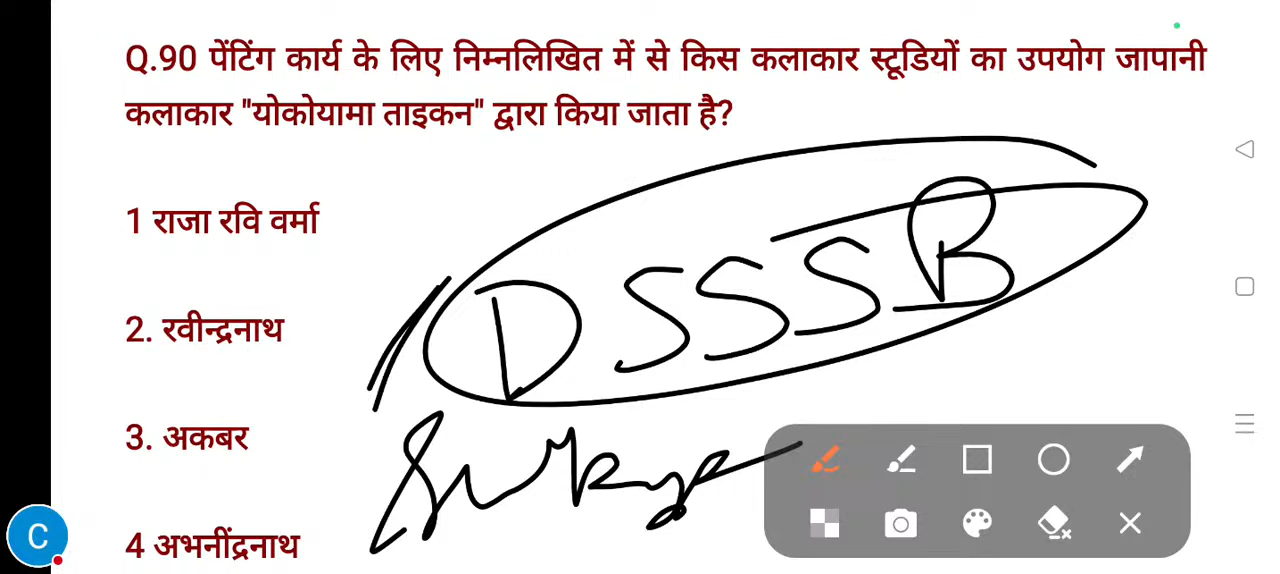 Q.90 पेंटिंग कार्य के लिए निम्नलिखित में से किस कलाकार स्टूडियों का उपयोग जापानी
कलाकार "योकोयामा ताइकन" द्वारा किया जाता है?
1 राजा रवि वर्मा
DSSSB
2. रवीन्द्रनाथ
3. अकबर
4 अभनींद्रनाथ
C